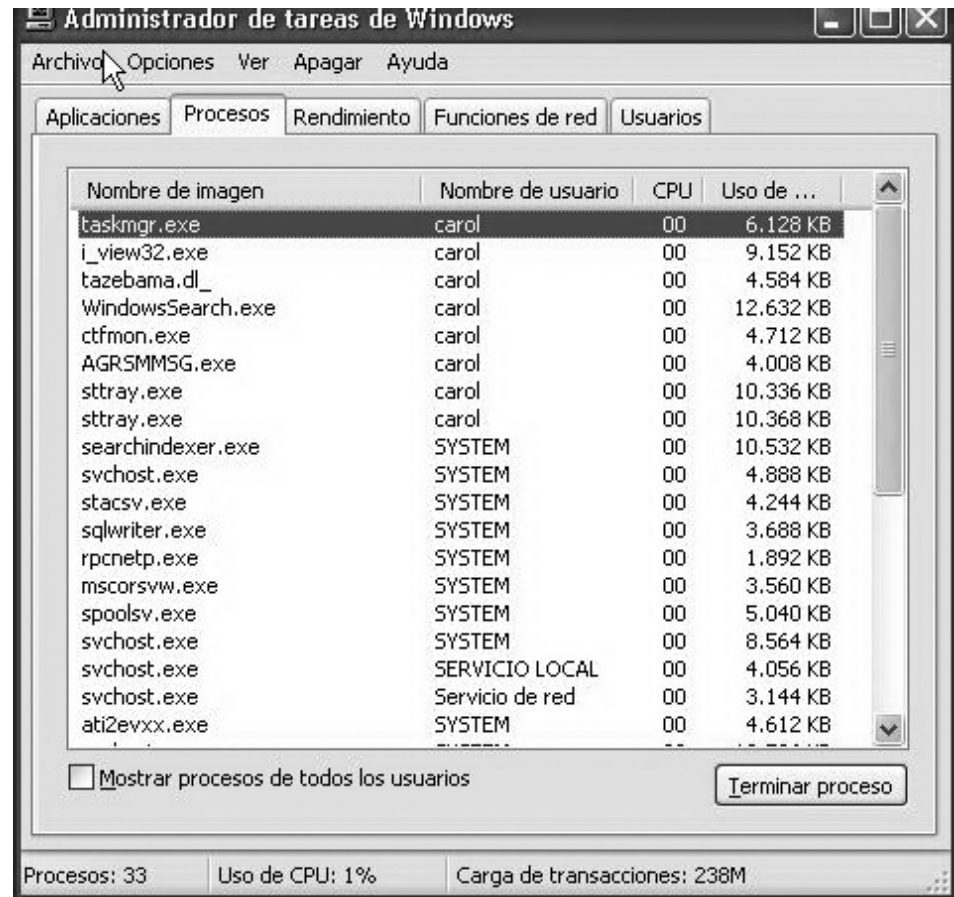 Administrador de tareas de Windows
Archivo Opciones Ver Apagar Ayuda
Aplicaciones Procesos Rendimiento Funciones de red Usuarios
Nombre de imagen Nombre de usuario CPU Uso de ...
taskmgr.exe carol 00 6.128 KB
i_view32.exe carol 00 9.152 KB
tazebama.dl_ carol 00 4.584 KB
WindowsSearch.exe carol 00 12.632 KB
ctfmon.exe carol 00 4.712 KB
AGRSMMSG.exe carol 00 4.008 KB
sttray.exe carol 00 10.336 KB
sttray.exe carol 00 10.368 KB
searchindexer.exe SYSTEM 00 10.532 KB
svchost.exe SYSTEM 00 4.888 KB
stacsv.exe SYSTEM 00 4.244 KB
sqlwriter.exe SYSTEM 00 3.688 KB
rpcnetp.exe SYSTEM 00 1.892 KB
mscorsvw.exe SYSTEM 00 3.560 KB
spoolsv.exe SYSTEM 00 5.040 KB
svchost.exe SYSTEM 00 8.564 KB
svchost.exe SERVICIO LOCAL 00 4.056 KB
svchost.exe Servicio de red 00 3.144 KB
ati2evxx.exe SYSTEM 00 4.612 KB
Mostrar procesos de todos los usuarios
Terminar proceso
Procesos: 33 Uso de CPU: 1% Carga de transacciones: 238M